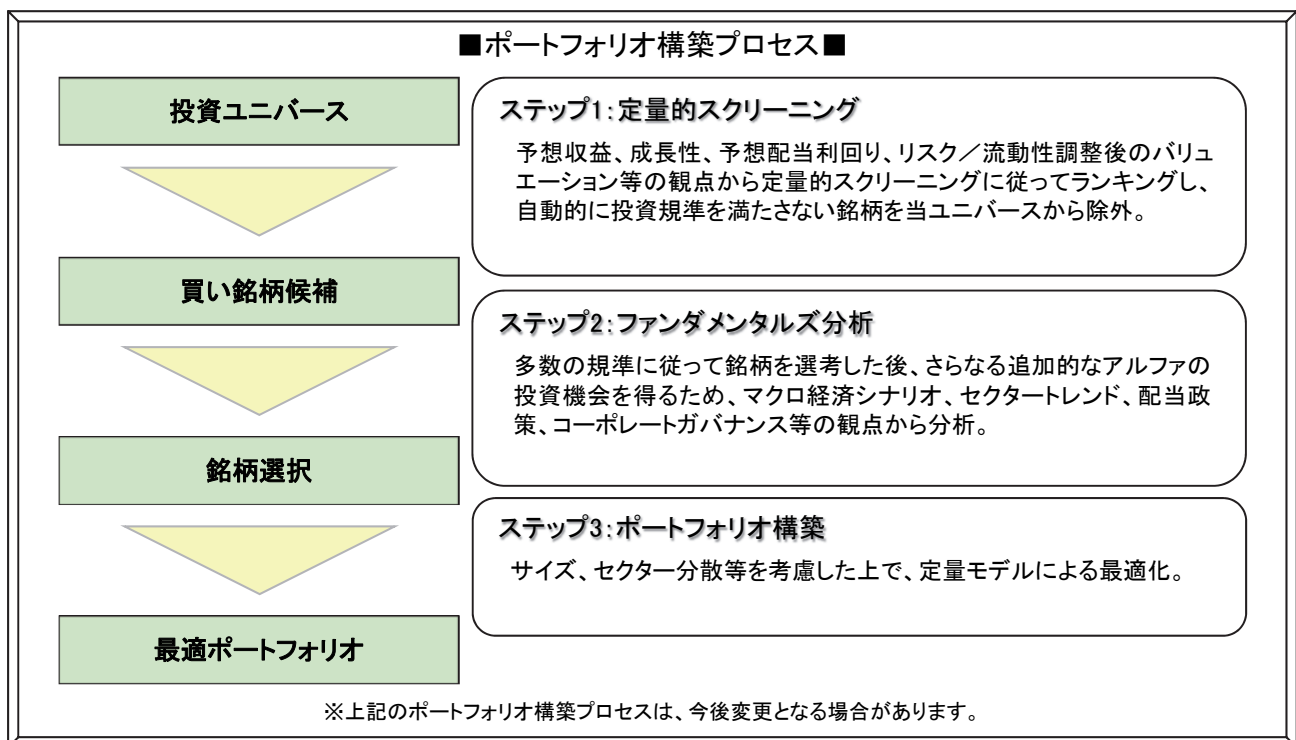 ■ポートフォリオ構築プロセス■
投資ユニバース
ステップ1：定量的スクリーニング
予想収益、成長性、予想配当利回り、リスク／流動性調整後のバリュ
エーション等の観点から定量的スクリーニングに従ってランキングし、
自動的に投資規準を満たさない銘柄を当ユニバースから除外。
買い銘柄候補
ステップ2：ファンダメンタルズ分析
多数の規準に従って銘柄を選考した後、さらなる追加的なアルファの
投資機会を得るため、マクロ経済シナリオ、セクタートレンド、配当政
策、コーポレートガバナンス等の観点から分析。
銘柄選択
ステップ3：ポートフォリオ構築
サイズ、セクター分散等を考慮した上で、定量モデルによる最適化。
最適ポートフォリオ
※上記のポートフォリオ構築プロセスは、今後変更となる場合があります。